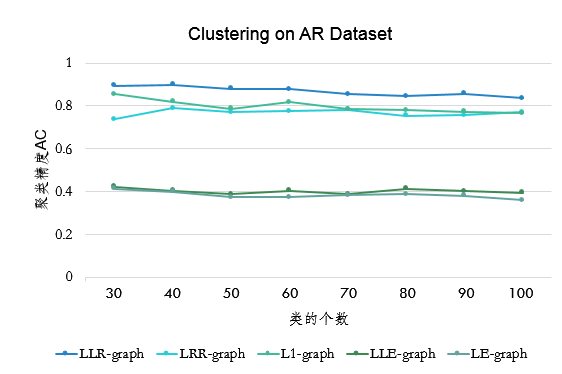 Clustering on AR Dataset
1
0.8
0.6
0.4
0.2
0
聚类精度AC
30 40 50 60 70 80 90 100
类的个数
LLR-graph LRR-graph L1-graph LLE-graph LE-graph